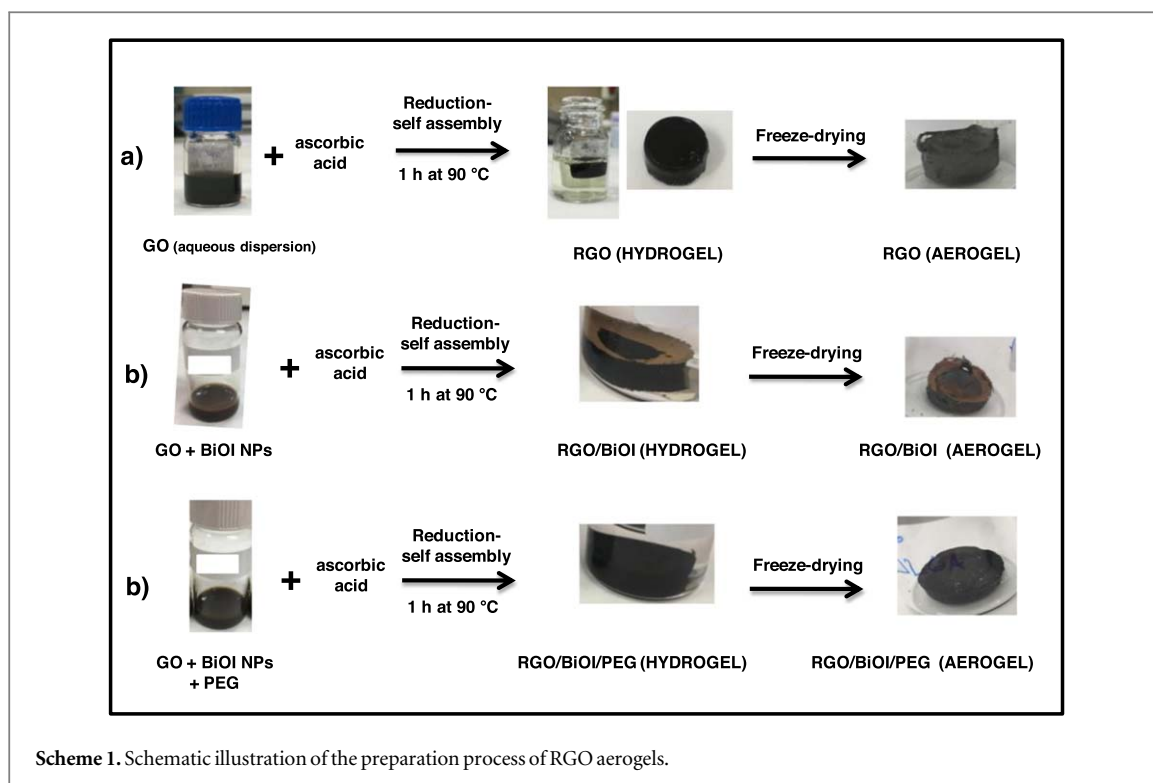 Reduction-
self assembly
a)
+
ascorbic
acid
1 h at 90 °C
Freeze-drying
GO (aqueous dispersion)
RGO (HYDROGEL)
RGO (AEROGEL)
Reduction-
self assembly
b)
+
ascorbic
acid
1 h at 90 °C
Freeze-drying
GO + BiOI NPs
RGO/BiOI (HYDROGEL)
RGO/BiOI (AEROGEL)
Reduction-
self assembly
b)
+
ascorbic
acid
1 h at 90 °C
Freeze-drying
GO + BiOI NPs
+ PEG
RGO/BiOI/PEG (HYDROGEL)
RGO/BiOI/PEG (AEROGEL)
Scheme 1. Schematic illustration of the preparation process of RGO aerogels.